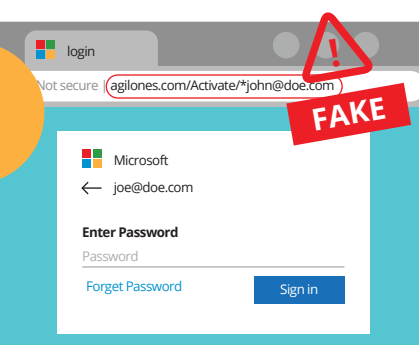 login
Not secure | agilones.com/Activate/*john@doe.com
!
FAKE
Microsoft
← joe@doe.com
Enter Password
Password
Forget Password
Sign in